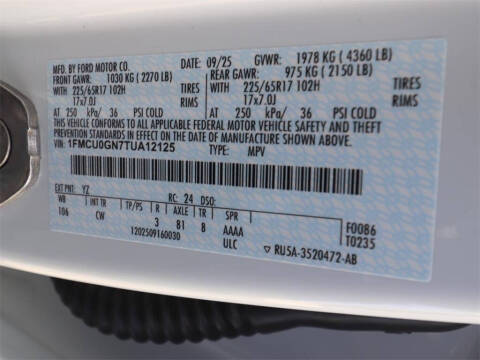 MFD. BY FORD MOTOR CO. 09/25 GVWR: 1978 KG ( 4360 LB)
FRONT GAWR: 1030 KG ( 2270 LB) REAR GAWR: 975 KG ( 2150 LB)
WITH 225/65R17 102H TIRES WITH 225/65R17 102H TIRES
17x7.0J RIMS 17x7.0J RIMS
AT 250 kPa/ 36 PSI COLD AT 250 kPa/ 36 PSI COLD
THIS VEHICLE CONFORMS TO ALL APPLICABLE FEDERAL MOTOR VEHICLE SAFETY AND THEFT PREVENTION STANDARDS IN
EFFECT ON THE DATE OF MANUFACTURE SHOWN ABOVE.
VIN: 1FMCU0GN7TUA12125 TYPE: MPV
EXT PNT: YZ RC: 24 DSO:
WB INT TR TP/PS R AXLE TR SPR
106 CW 3 81 8 AAAA
ULC
1202509160030
F0086
T0235
RU5A-3520472-AB